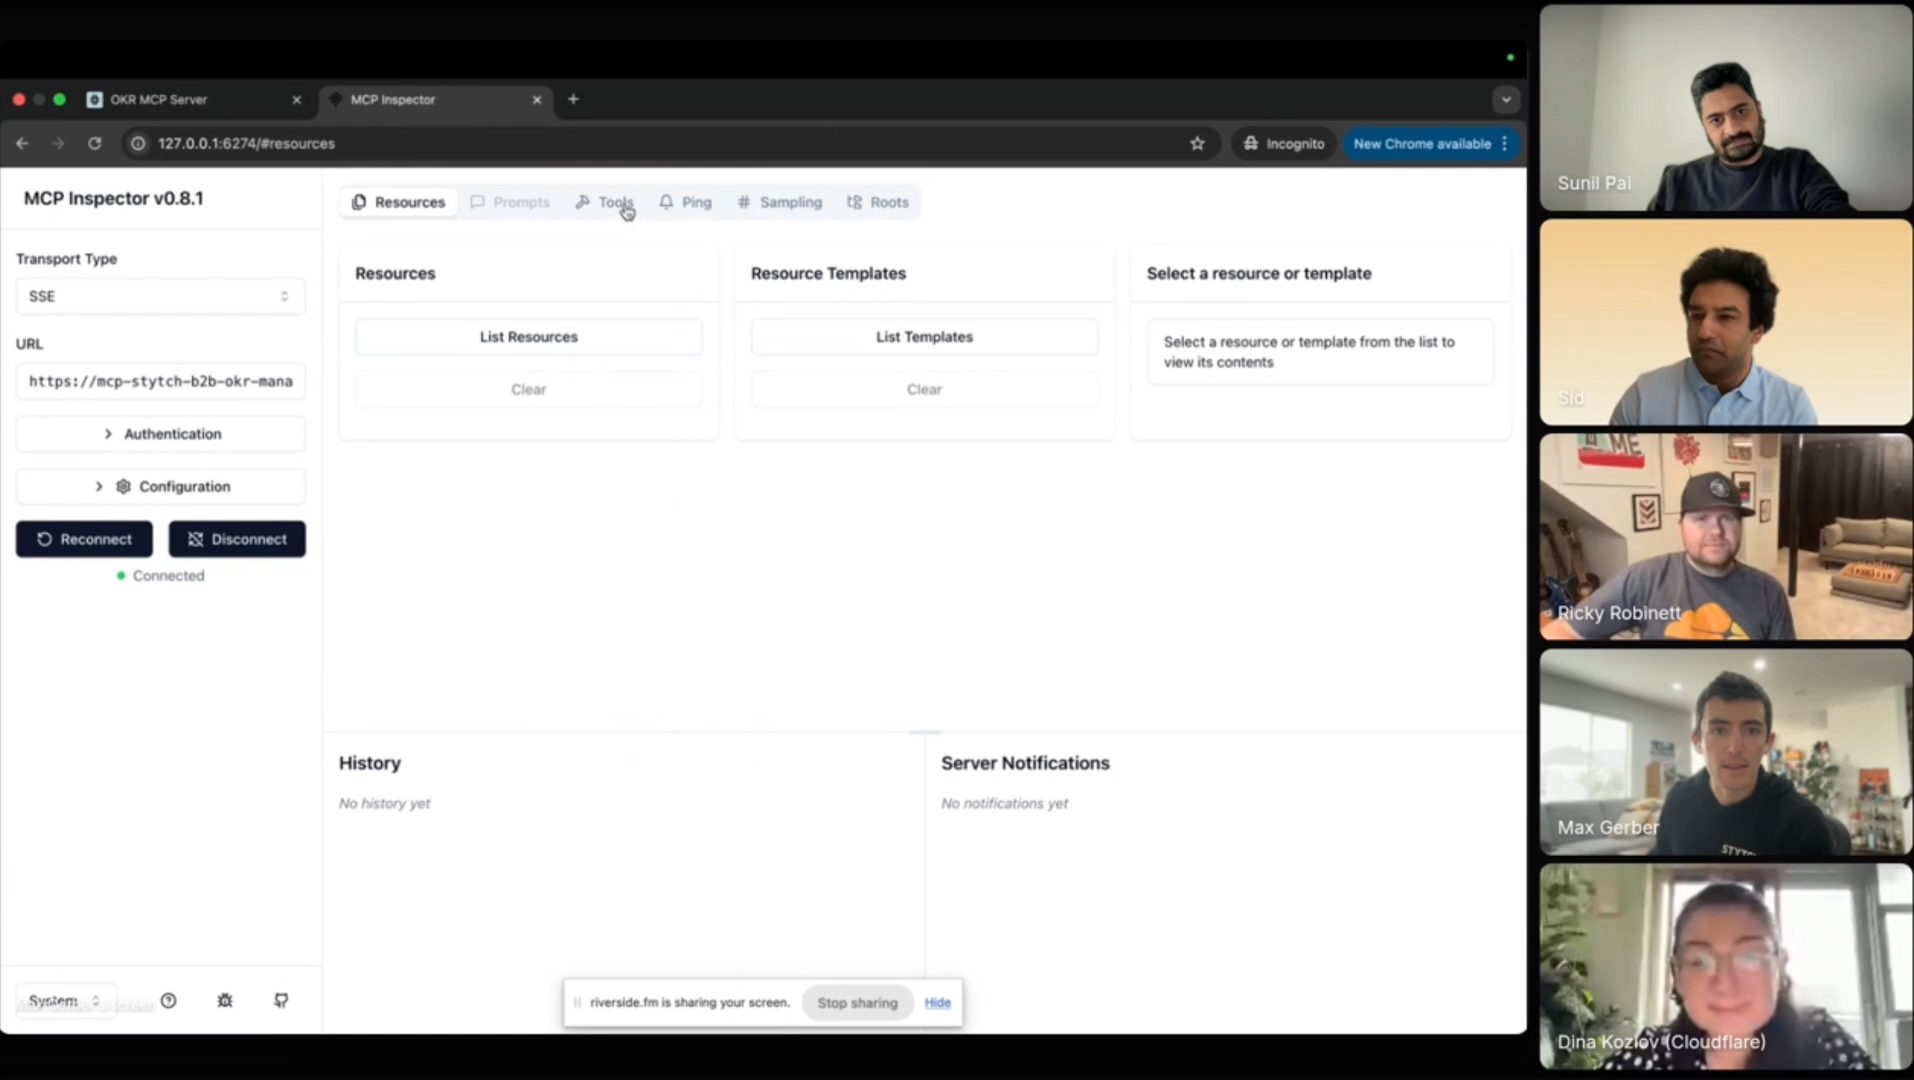 OKR MCP Server
MCP Inspector
127.0.0.1:6274/#resources
Incognito
New Chrome available
MCP Inspector v0.8.1
Transport Type
SSE
URL
https://mcp-stytch-b2b-okr-mana
Authentication
Configuration
Reconnect
Disconnect
Connected
System
Resources
Prompts
Tools
Ping
Sampling
Roots
Resources
List Resources
Clear
Resource Templates
List Templates
Clear
Select a resource or template
Select a resource or template from the list to
view its contents
History
No history yet
Server Notifications
No notifications yet
riverside.fm is sharing your screen.
Stop sharing
Hide
Sunil Pai
Sid
ME
Ricky Robinett
Max Gerber
Dina Kozlov (Cloudflare)